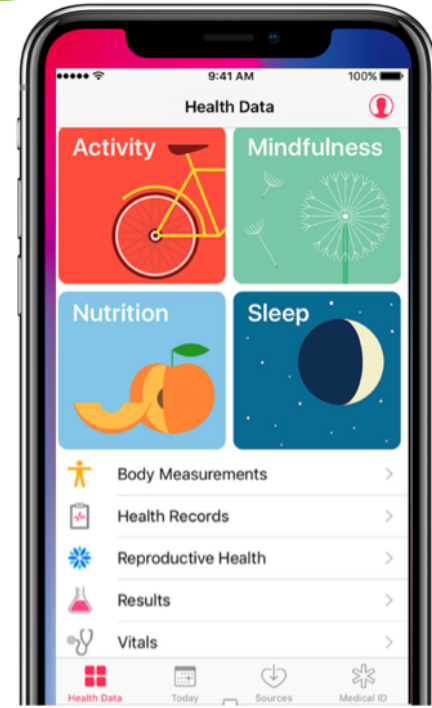 9:41 AM 100%
Health Data
Activity Mindfulness
Nutrition Sleep
Body Measurements
Health Records
Reproductive Health
Results
Vitals
Health Data Today Sources Medical ID